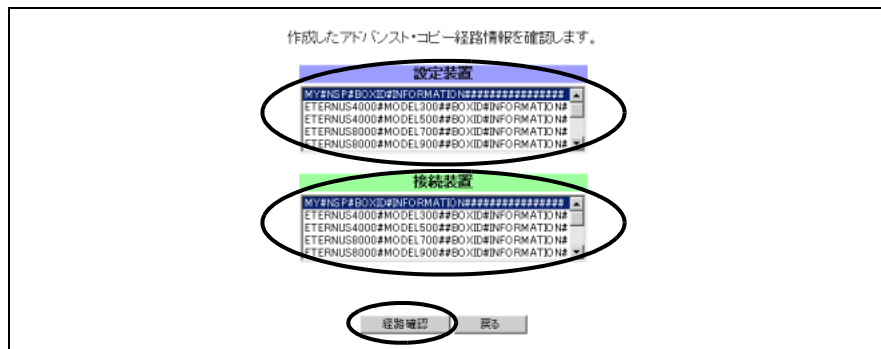 作成したアドバンスト・コピー経路情報を確認します。
設定装置
MY#NSP#BOXID#INFORMATION################
ETERNUS4000#MODEL300##BOXID#INFORMATION#
ETERNUS4000#MODEL500##BOXID#INFORMATION#
ETERNUS8000#MODEL700##BOXID#INFORMATION#
ETERNUS8000#MODEL900##BOXID#INFORMATION#
接続装置
MY#NSP#BOXID#INFORMATION################
ETERNUS4000#MODEL300##BOXID#INFORMATION#
ETERNUS4000#MODEL500##BOXID#INFORMATION#
ETERNUS8000#MODEL700##BOXID#INFORMATION#
ETERNUS8000#MODEL900##BOXID#INFORMATION#
経路確認 戻る